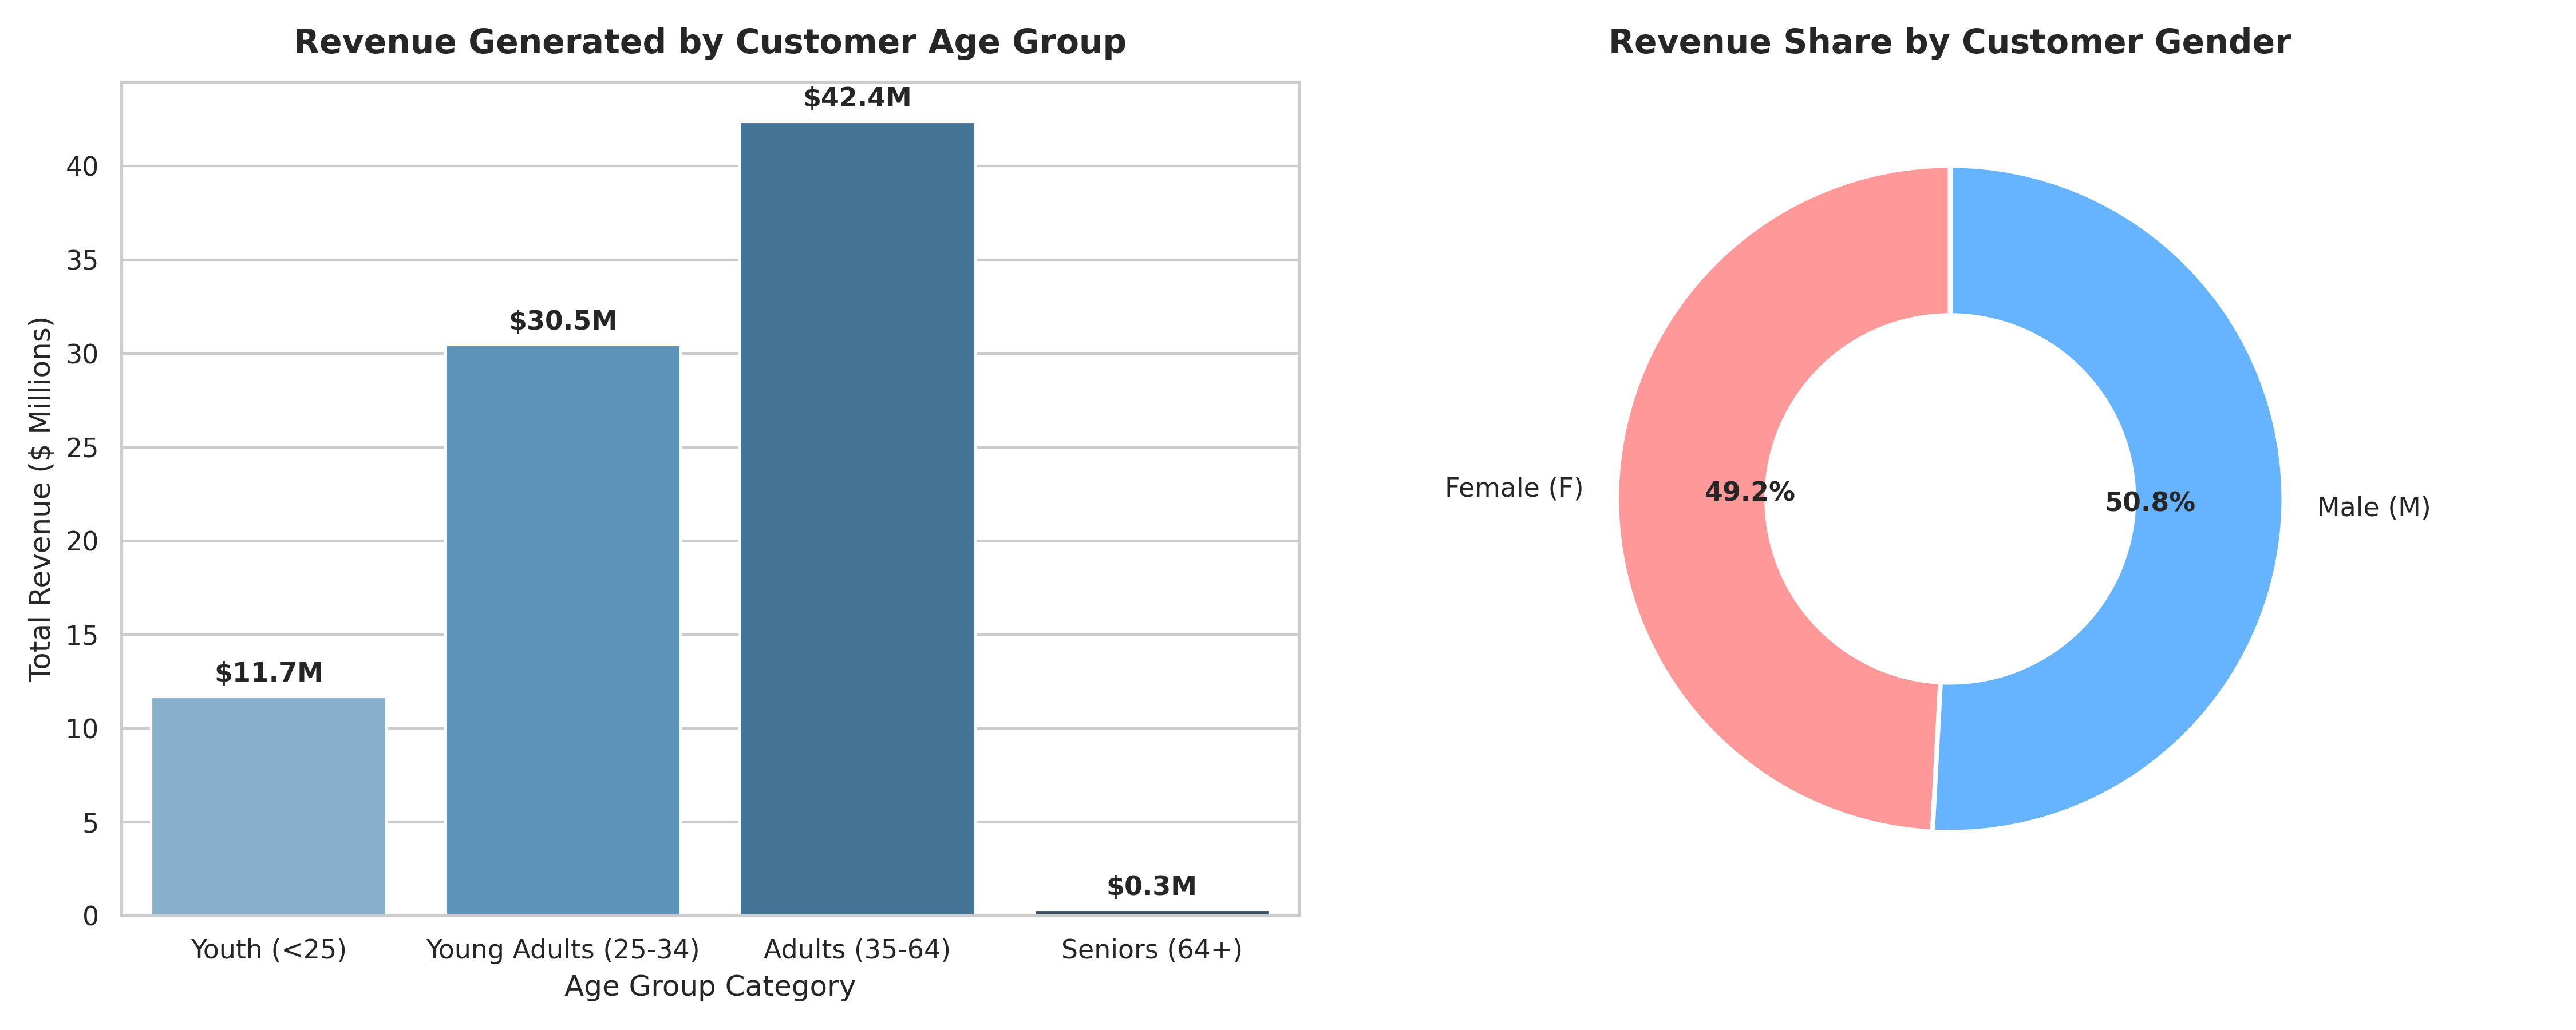 Revenue Generated by Customer Age Group
Total Revenue ($ Millions)
40
35
30
25
20
15
10
5
0
$11.7M
$30.5M
$42.4M
$0.3M
Youth (<25)
Young Adults (25-34)
Adults (35-64)
Seniors (64+)
Age Group Category
Revenue Share by Customer Gender
Female (F)
49.2%
50.8%
Male (M)